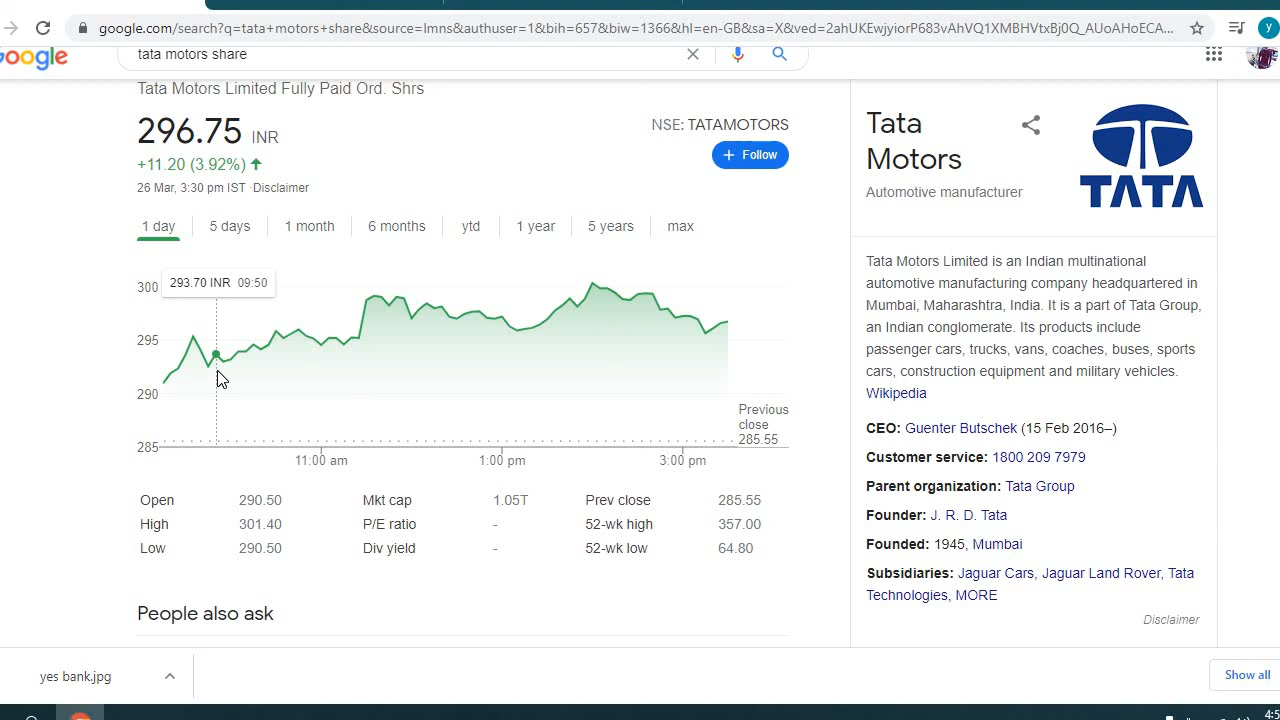 google.com/search?q=tata+motors+share&source=lmns&authuser=1&bih=657&biw=1366&hl=en-GB&sa=X&ved=2ahUKEwjyiorP683vAhVQ1XMBHVtxBj0Q_AUoAHoECA...
y
oogle
tata motors share
Tata Motors Limited Fully Paid Ord. Shrs
296.75 INR
NSE: TATAMOTORS
+11.20 (3.92%)
+ Follow
26 Mar, 3:30 pm IST · Disclaimer
1 day 5 days 1 month 6 months ytd 1 year 5 years max
293.70 INR 09:50
300
295
290
285
Previous
close
285.55
11:00 am 1:00 pm 3:00 pm
Open 290.50 Mkt cap 1.05T Prev close 285.55
High 301.40 P/E ratio - 52-wk high 357.00
Low 290.50 Div yield - 52-wk low 64.80
People also ask
Tata
Motors
Automotive manufacturer
TATA
Tata Motors Limited is an Indian multinational
automotive manufacturing company headquartered in
Mumbai, Maharashtra, India. It is a part of Tata Group,
an Indian conglomerate. Its products include
passenger cars, trucks, vans, coaches, buses, sports
cars, construction equipment and military vehicles.
Wikipedia
CEO: Guenter Butschek (15 Feb 2016–)
Customer service: 1800 209 7979
Parent organization: Tata Group
Founder: J. R. D. Tata
Founded: 1945, Mumbai
Subsidiaries: Jaguar Cars, Jaguar Land Rover, Tata
Technologies, MORE
Disclaimer
yes bank.jpg
Show all